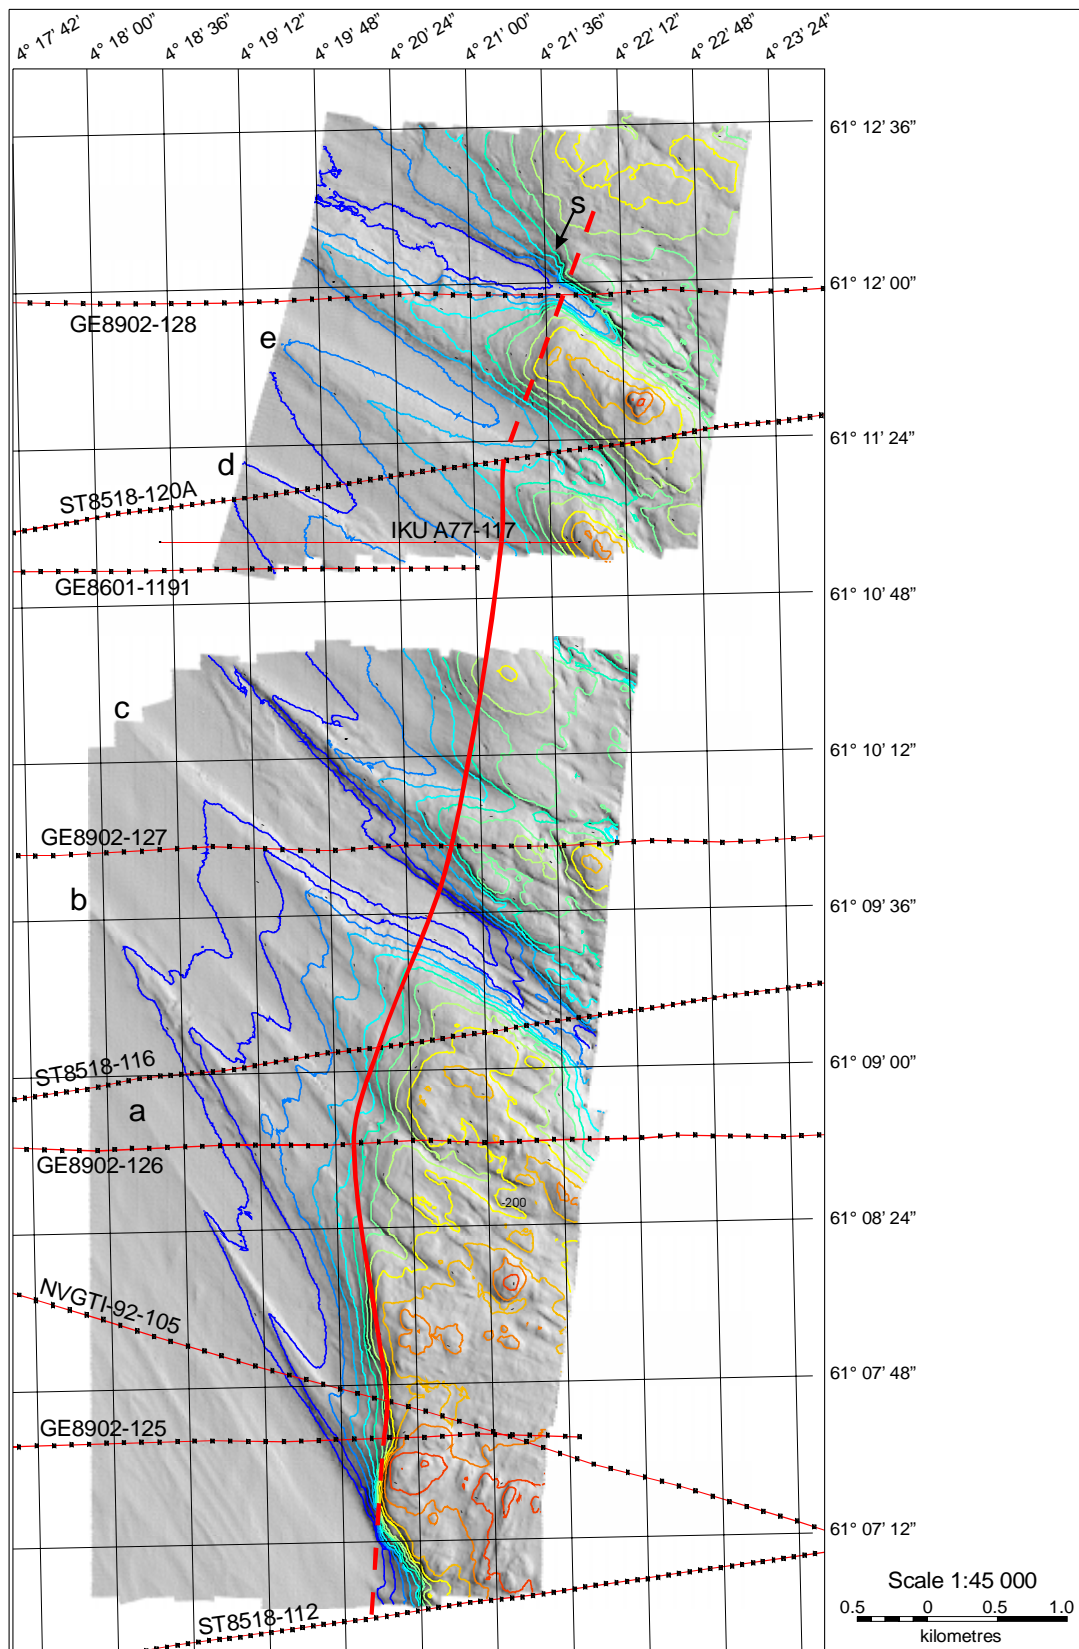 4° 17' 42"
4° 18' 00"
4° 18' 36"
4° 19' 12"
4° 19' 48"
4° 20' 24"
4° 21' 00"
4° 21' 36"
4° 22' 12"
4° 22' 48"
4° 23' 24"
61° 12' 36"
s
61° 12' 00"
GE8902-128
e
61° 11' 24"
d
ST8518-120A
IKU A77-117
GE8601-1191
61° 10' 48"
c
61° 10' 12"
GE8902-127
b
61° 09' 36"
61° 09' 00"
ST8518-116
a
GE8902-126
-200
61° 08' 24"
NVGTI-92-105
61° 07' 48"
GE8902-125
61° 07' 12"
Scale 1:45 000
0.5 0 0.5 1.0
kilometres
ST8518-112